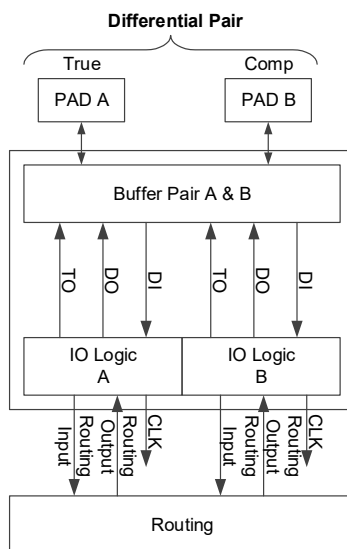 Differential Pair
True
Comp
PAD A
PAD B
Buffer Pair A & B
TO
DO
DI
TO
DO
DI
IO Logic
A
IO Logic
B
Routing
Input
Routing
Output
CLK
Routing
Input
Routing
Output
CLK
Routing